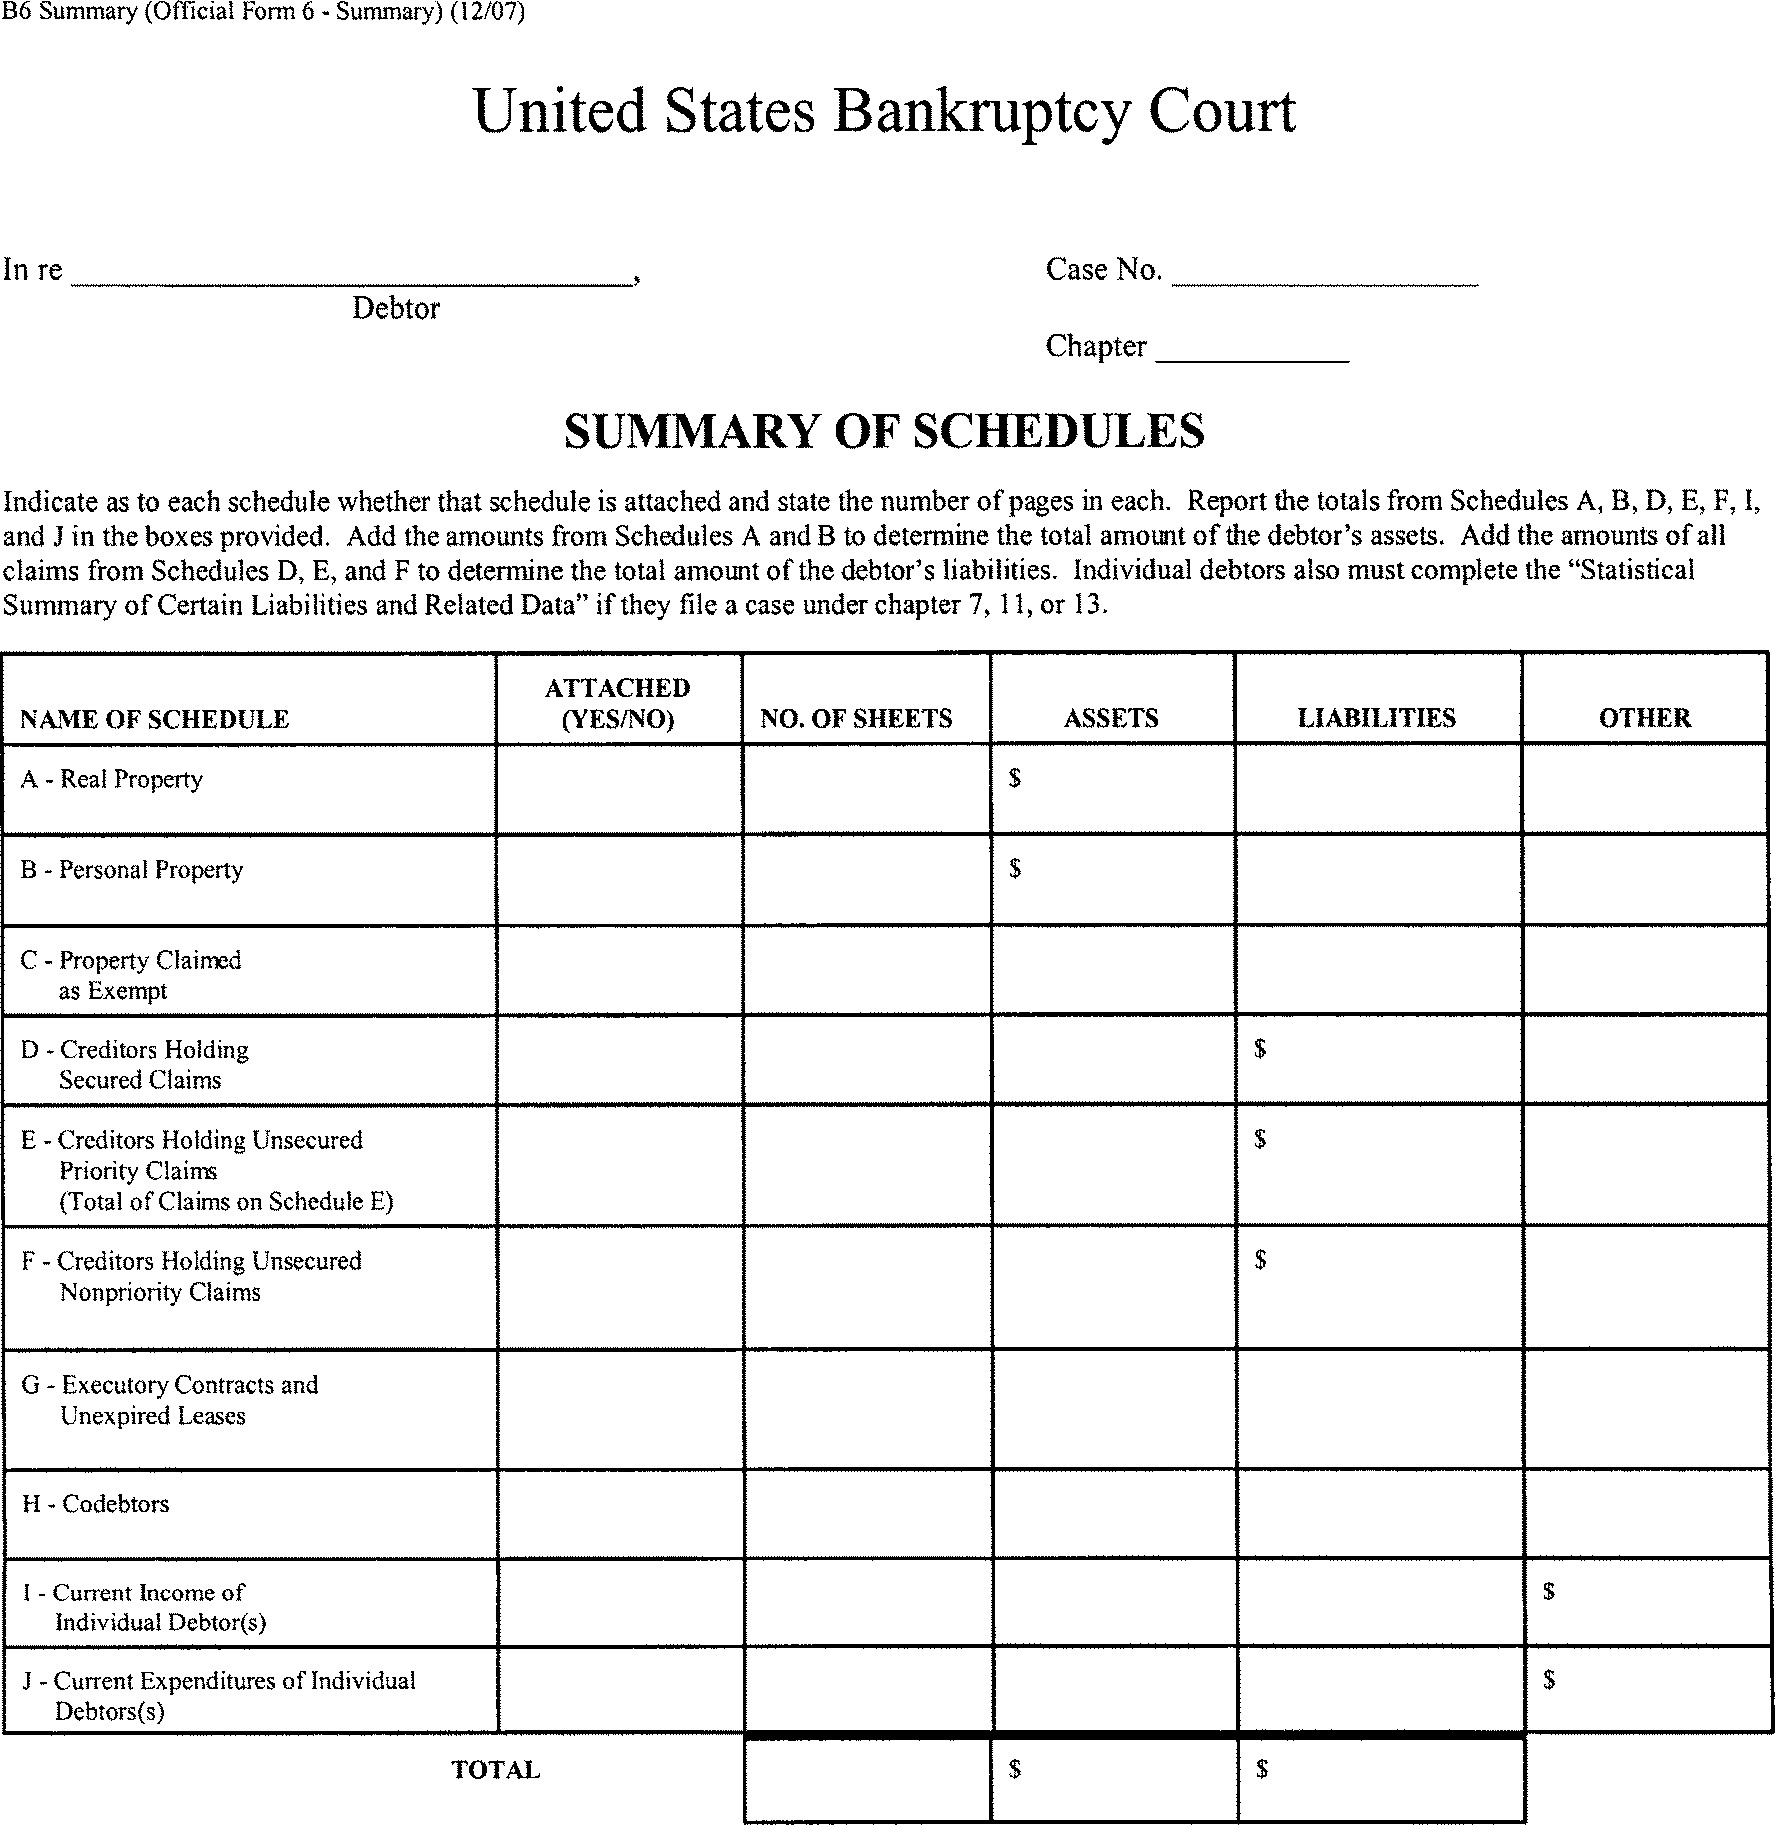 B6 Summary (Official Form 6 - Summary) (12/07)
United States Bankruptcy Court
In re ____________________, Case No. ____________
Debtor
Chapter ________
SUMMARY OF SCHEDULES
Indicate as to each schedule whether that schedule is attached and state the number of pages in each. Report the totals from Schedules A, B, D, E, F, I,
and J in the boxes provided. Add the amounts from Schedules A and B to determine the total amount of the debtor's assets. Add the amounts of all
claims from Schedules D, E, and F to determine the total amount of the debtor's liabilities. Individual debtors also must complete the “Statistical
Summary of Certain Liabilities and Related Data” if they file a case under chapter 7, 11, or 13.
ATTACHED
NAME OF SCHEDULE (YES/NO) NO. OF SHEETS ASSETS LIABILITIES OTHER
A - Real Property $
B - Personal Property $
C - Property Claimed
as Exempt
D - Creditors Holding $
Secured Claims
E - Creditors Holding Unsecured $
Priority Claims
(Total of Claims on Schedule E)
F - Creditors Holding Unsecured $
Nonpriority Claims
G - Executory Contracts and
Unexpired Leases
H - Codebtors
I - Current Income of $
Individual Debtor(s)
J - Current Expenditures of Individual $
Debtors(s)
TOTAL $ $